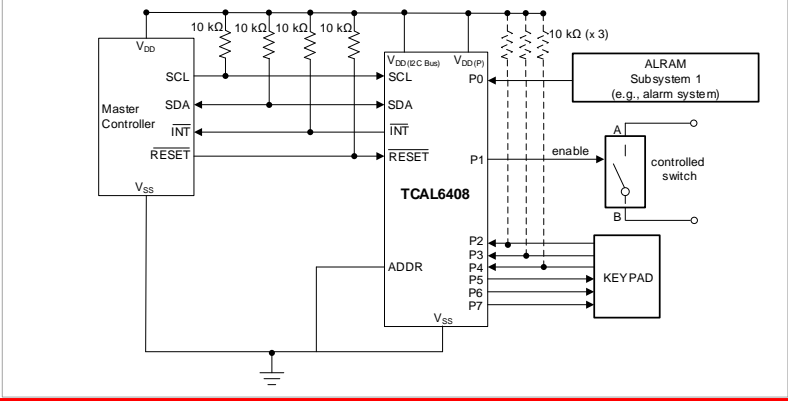 10 kΩ 10 kΩ 10 kΩ 10 kΩ 10 kΩ (x 3)
VDD
VDD(I2C Bus) VDD(P)
SCL SCL
P0
ALRAM
Subsystem 1
(e.g., alarm system)
Master
Controller
SDA SDA
INT INT
RESET RESET
A
enable
P1
controlled
switch
VSS
TCAL6408
B
P2
P3
ADDR
P4
P5
P6
P7
KEYPAD
VSS